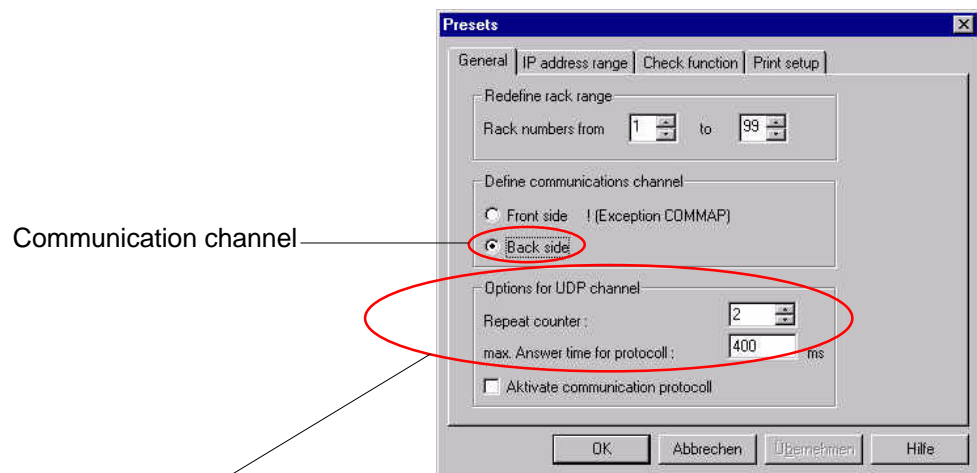 Presets
General IP address range Check function Print setup
Redefine rack range
Rack numbers from 1 to 99
Define communications channel
Front side ! (Exception COMMAP)
Communication channel
Back side
Options for UDP channel
Repeat counter : 2
max. Answer time for protocoll : 400 ms
Aktivate communication protocoll
OK Abbrechen Übernehmen Hilfe